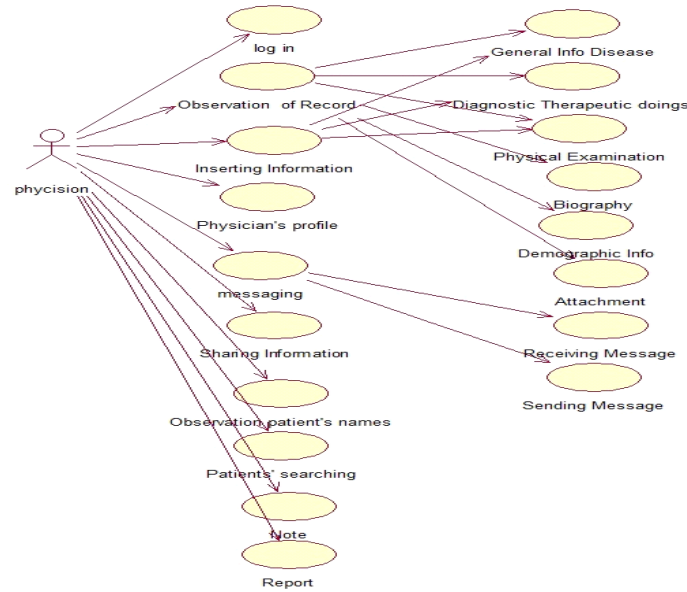 log in
General Info Disease
Observation of Record
Diagnostic Therapeutic doings
Inserting Information
Physical Examination
phycision
Physician's profile
Biography
Demographic Info
messaging
Attachment
Sharing Information
Receiving Message
Sending Message
Observation patient's names
Patients' searching
Note
Report